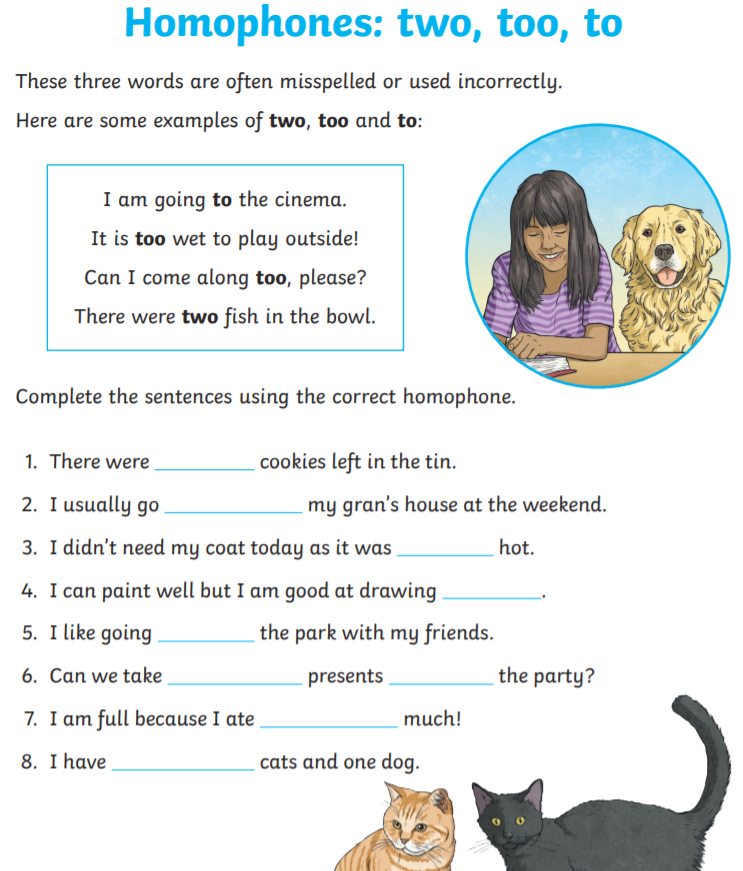 Homophones: two, too, to
These three words are often misspelled or used incorrectly.
Here are some examples of two, too and to:
I am going to the cinema.
It is too wet to play outside!
Can I come along too, please?
There were two fish in the bowl.
Complete the sentences using the correct homophone.
1. There were __________ cookies left in the tin.
2. I usually go ______________ my gran's house at the weekend.
3. I didn't need my coat today as it was __________ hot.
4. I can paint well but I am good at drawing __________.
5. I like going __________ the park with my friends.
6. Can we take ______________ presents ___________ the party?
7. I am full because I ate ______________ much!
8. I have _______________ cats and one dog.